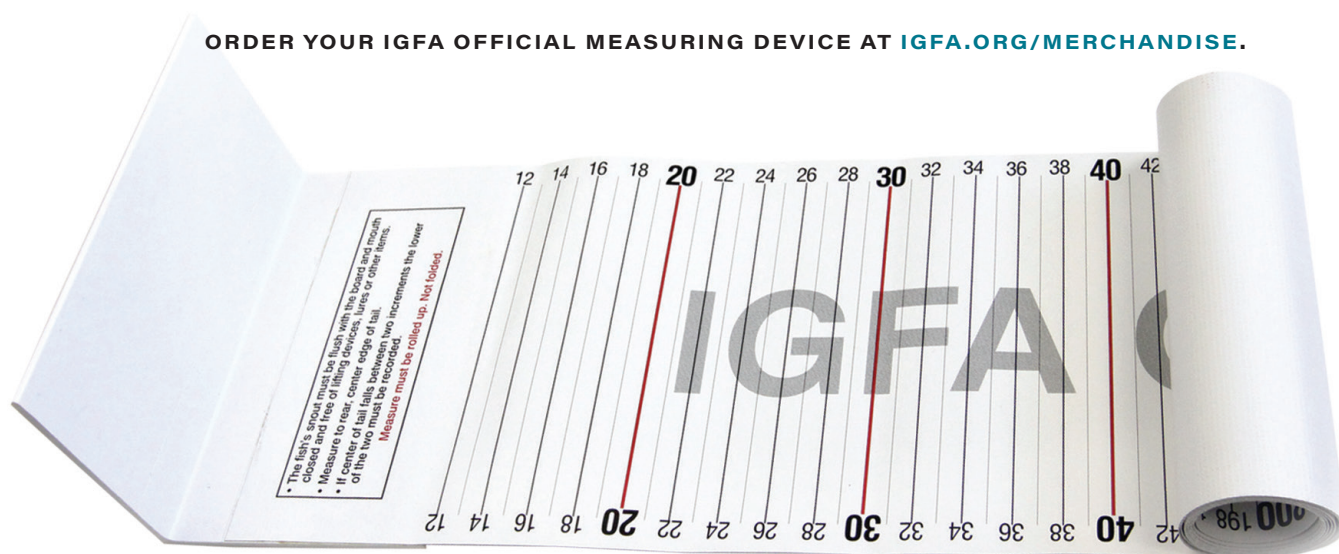 ORDER YOUR IGFA OFFICIAL MEASURING DEVICE AT IGFA.ORG/MERCHANDISE.
12 14 16 18 20 22 24 26 28 30 32 34 36 38 40 42
• The fish's snout must be flush with the board and mouth
closed and free of lifting devices, lures or other items.
• Measure to rear, center edge of tail.
• If center of tail falls between two increments the lower
of the two must be recorded.
Measure must be rolled up. Not folded.
IGFA
12 14 16 18 20 22 24 26 28 30 32 34 36 38 40 42
198